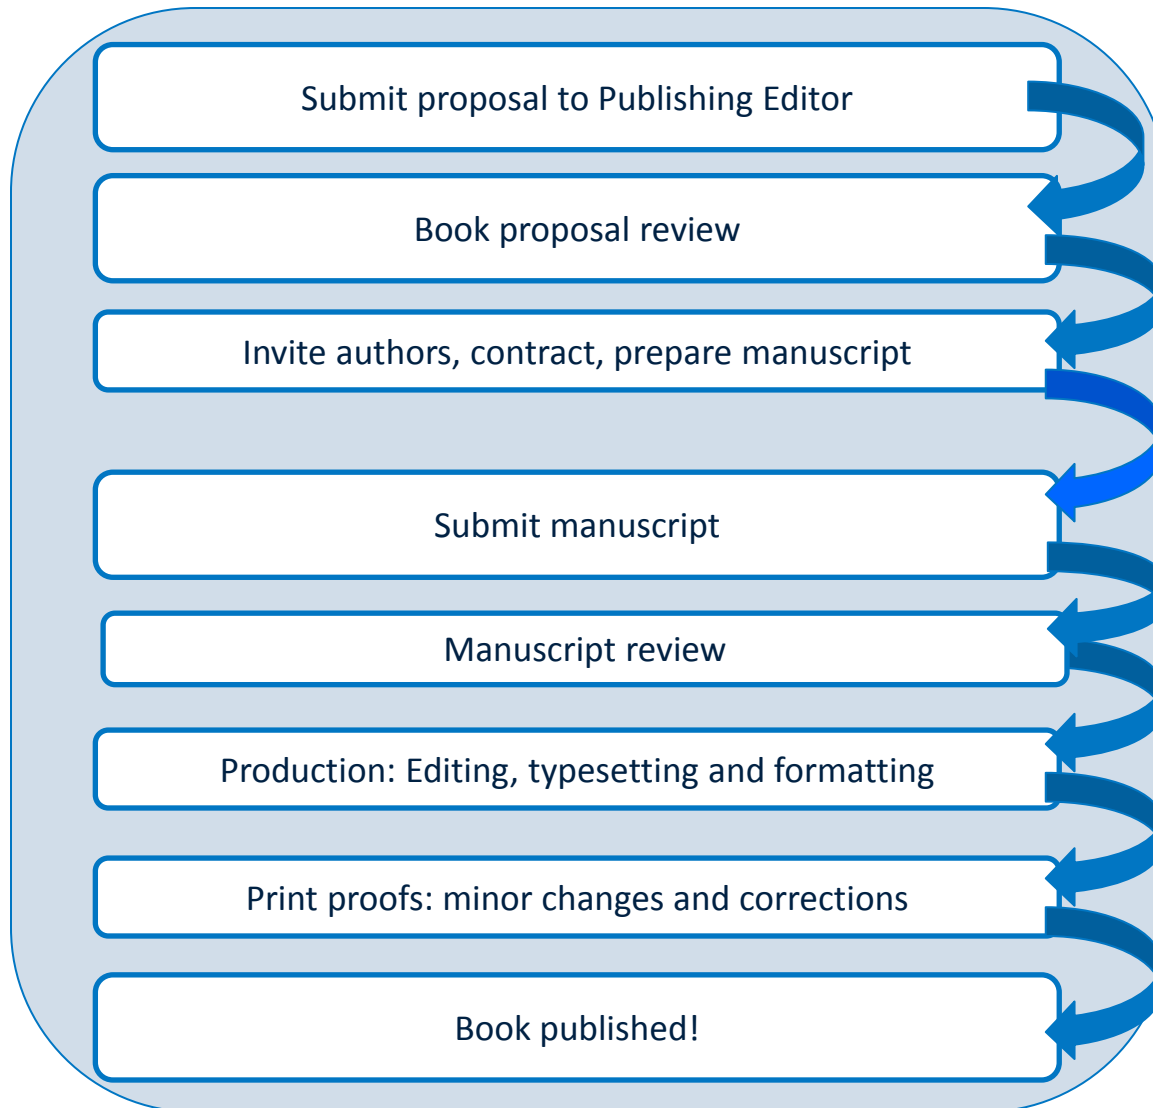 Submit proposal to Publishing Editor
Book proposal review
Invite authors, contract, prepare manuscript
Submit manuscript
Manuscript review
Production: Editing, typesetting and formatting
Print proofs: minor changes and corrections
Book published!